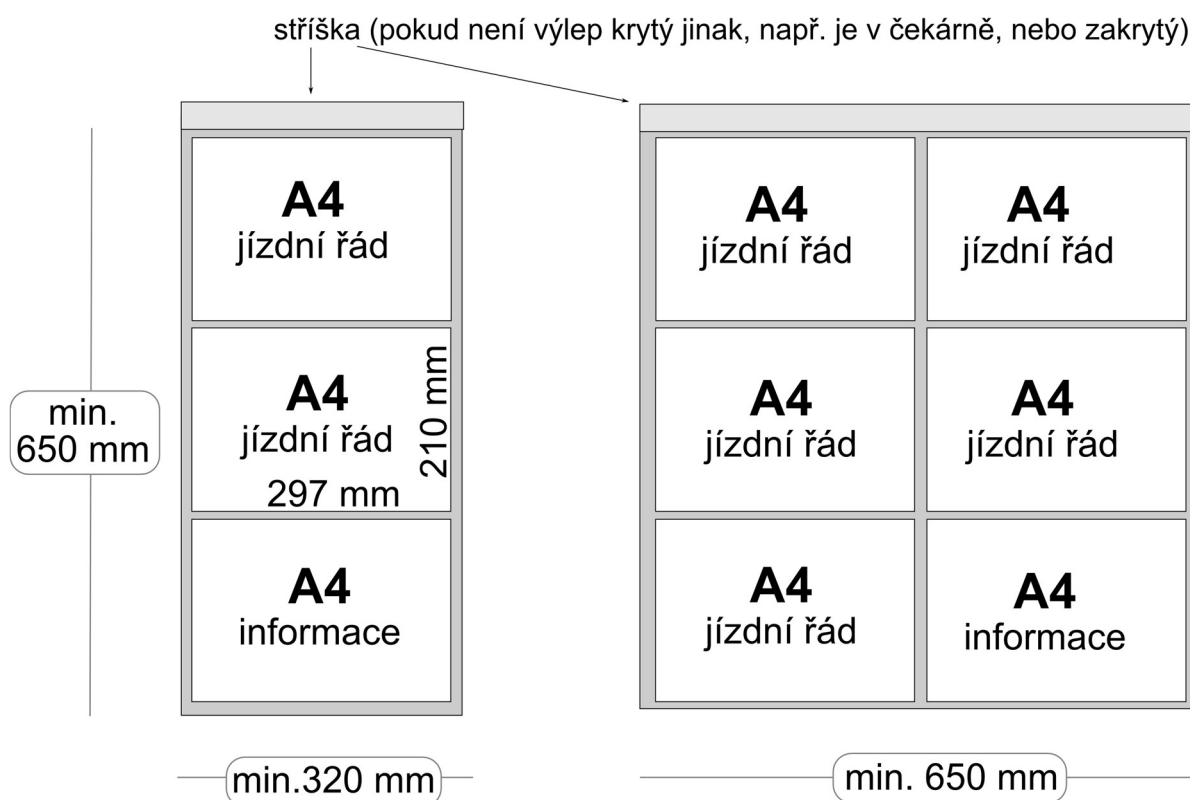 stříška (pokud není výlep krytý jinak, např. je v čekárně, nebo zakrytý)
A4
jízdní řád
A4
jízdní řád
297 mm
210 mm
A4
informace
min.
650 mm
min.320 mm
A4
jízdní řád
A4
jízdní řád
A4
jízdní řád
A4
jízdní řád
A4
jízdní řád
A4
informace
min. 650 mm